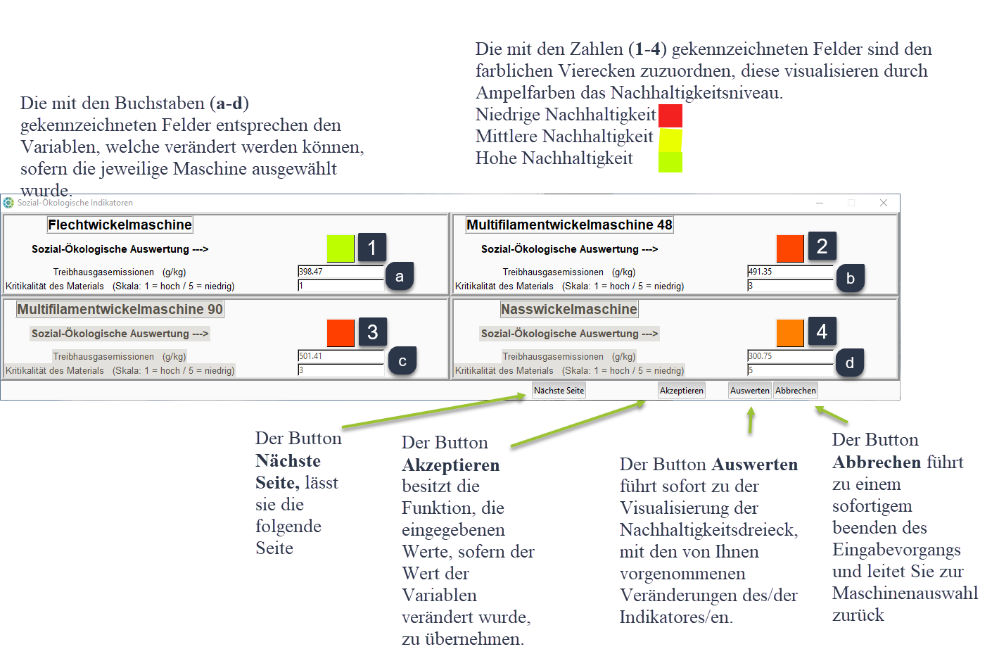 Die mit den Zahlen (1-4) gekennzeichneten Felder sind den
farblichen Vierecken zuzuordnen, diese visualisieren durch
Ampelfarben das Nachhaltigkeitsniveau.
Niedrige Nachhaltigkeit
Mittlere Nachhaltigkeit
Hohe Nachhaltigkeit
Die mit den Buchstaben (a-d)
gekennzeichneten Felder entsprechen den
Variablen, welche verändert werden können,
sofern die jeweilige Maschine ausgewählt
wurde.
Sozial-Ökologische Indikatoren
Flechtwickelmaschine
Sozial-Ökologische Auswertung --->
1
Treibhausgasemissionen (g/kg)
398.47
a
Kritikalität des Materials (Skala: 1 = hoch / 5 = niedrig)
1
Multifilamentwickelmaschine 48
Sozial-Ökologische Auswertung --->
2
Treibhausgasemissionen (g/kg)
491.35
b
Kritikalität des Materials (Skala: 1 = hoch / 5 = niedrig)
3
Multifilamentwickelmaschine 90
Sozial-Ökologische Auswertung --->
3
Treibhausgasemissionen (g/kg)
501.41
c
Kritikalität des Materials (Skala: 1 = hoch / 5 = niedrig)
3
Nasswickelmaschine
Sozial-Ökologische Auswertung --->
4
Treibhausgasemissionen (g/kg)
300.75
d
Kritikalität des Materials (Skala: 1 = hoch / 5 = niedrig)
5
Nächste Seite
Akzeptieren
Auswerten
Abbrechen
Der Button
Nächste
Seite, lässt
sie die
folgende
Seite
Der Button
Akzeptieren
besitzt die
Funktion, die
eingegebenen
Werte, sofern der
Wert der
Variablen
verändert wurde,
zu übernehmen.
Der Button Auswerten
führt sofort zu der
Visualisierung der
Nachhaltigkeitsdreieck,
mit den von Ihnen
vorgenommenen
Veränderungen des/der
Indikatores/en.
Der Button
Abbrechen führt
zu einem
sofortigem
beenden des
Eingabevorgangs
und leitet Sie zur
Maschinenauswahl
zurück